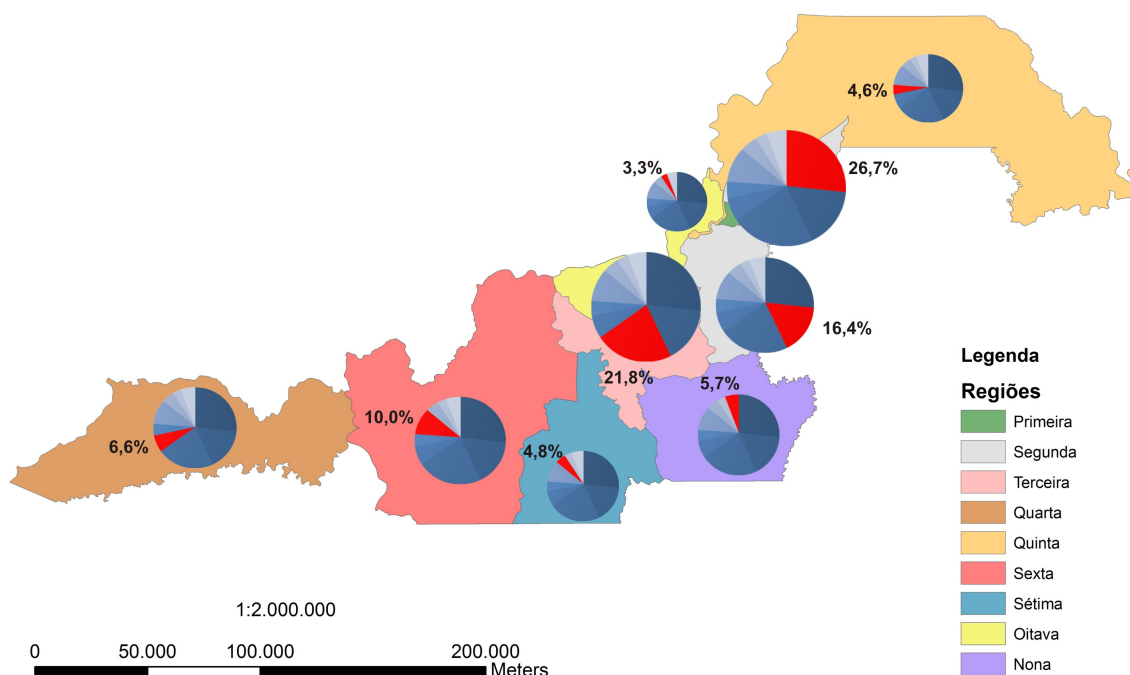 4,6%
26,7%
3,3%
16,4%
21,8%
5,7%
10,0%
4,8%
6,6%
Legenda
Regiões
Primeira
Segunda
Terceira
Quarta
Quinta
Sexta
Sétima
Oitava
Nona
1:2.000.000
0 50.000 100.000 200.000
Meters